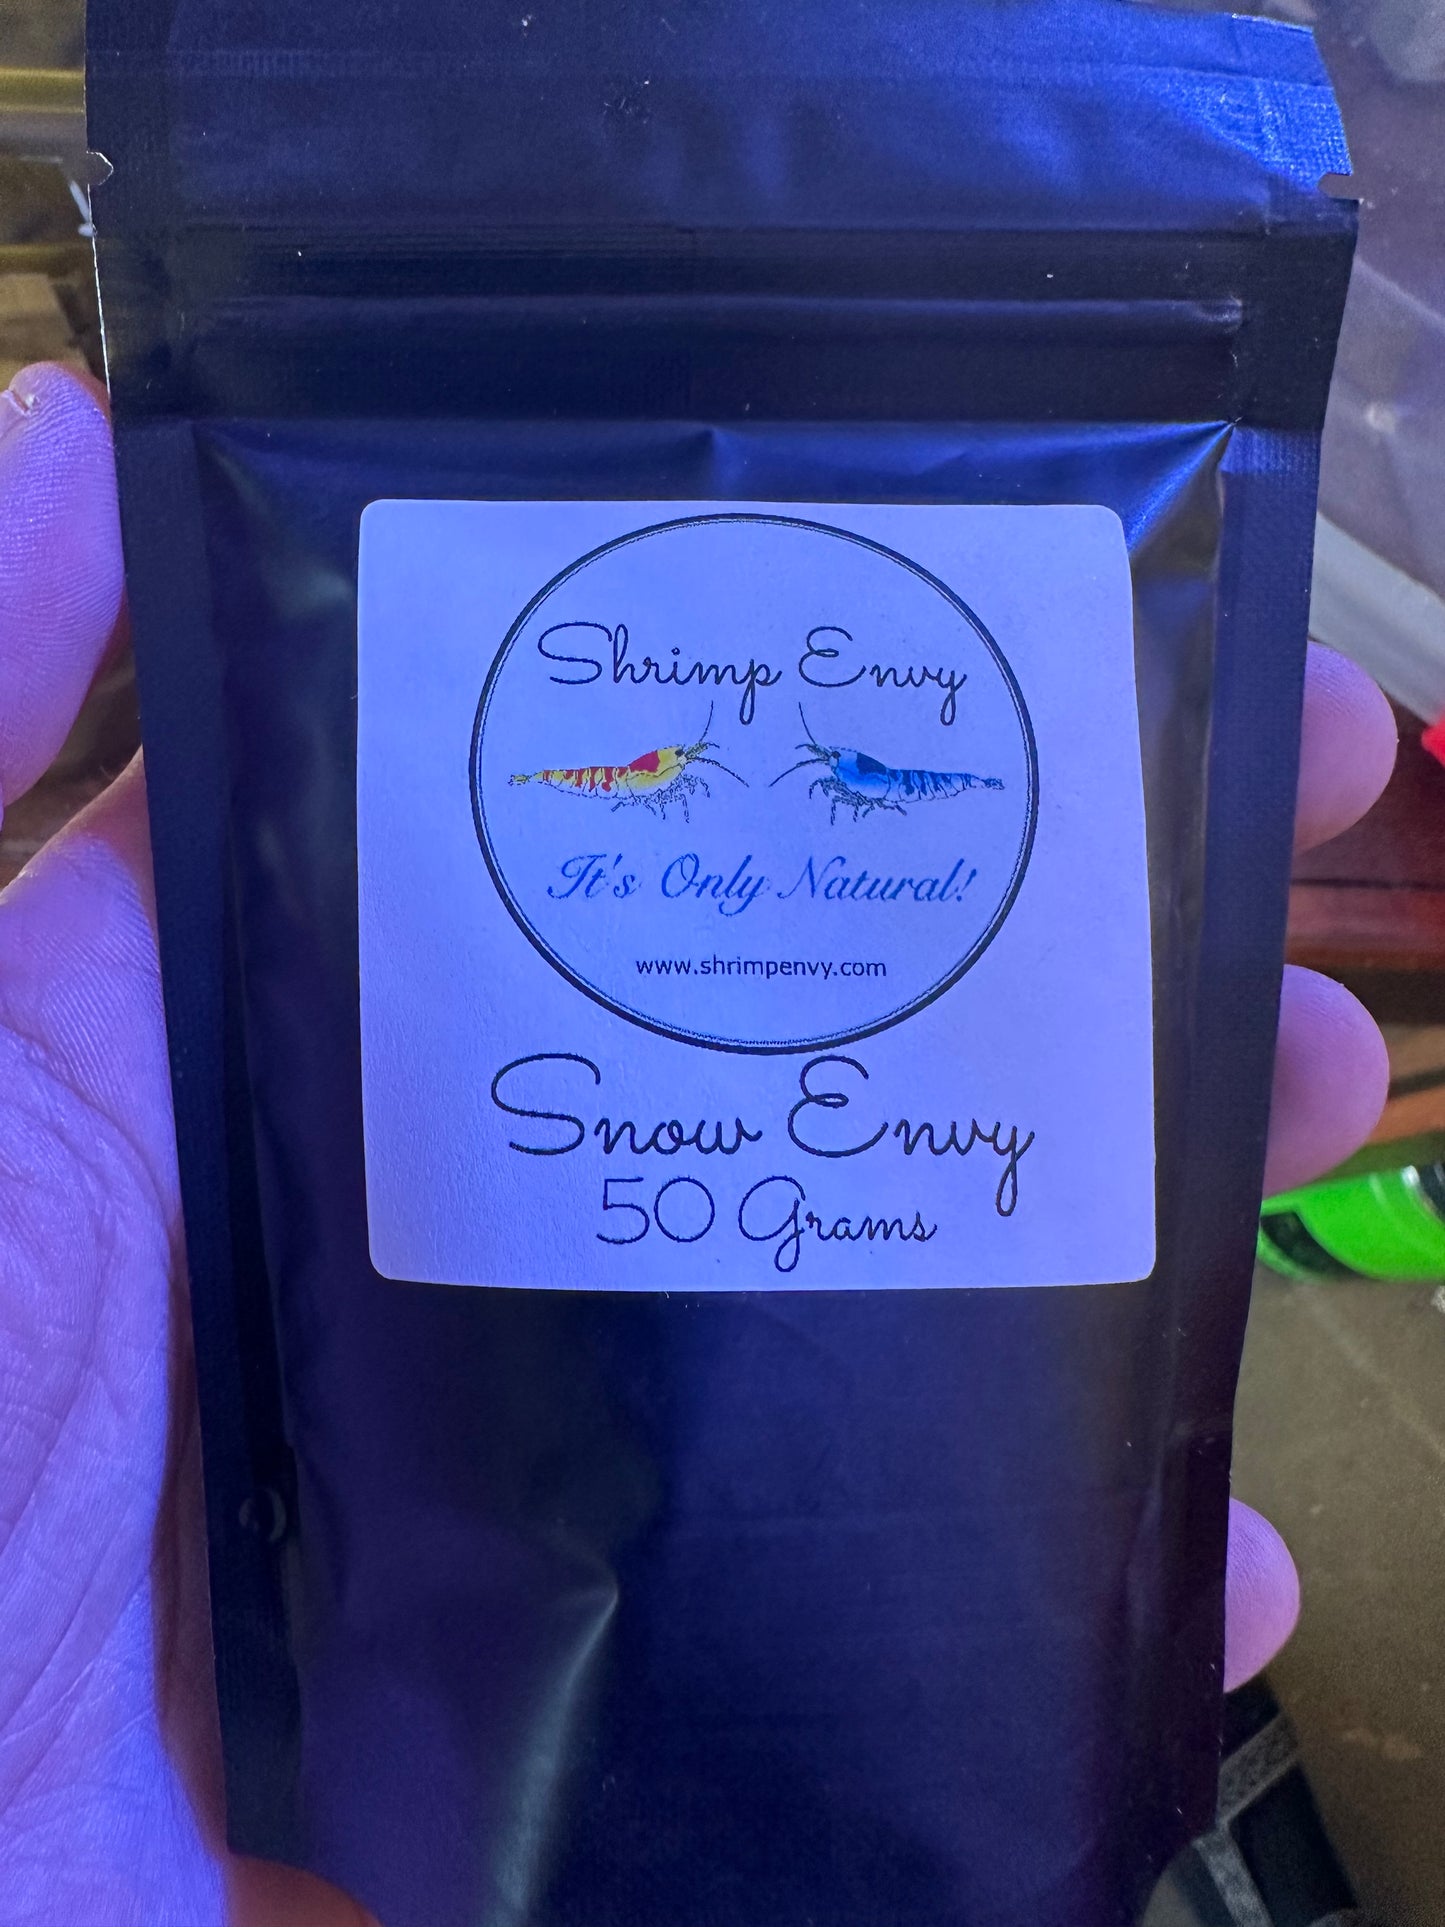 Shrimp Envy
It's Only Natural!
www.shrimpenvy.com
Snow Envy
50 Grams